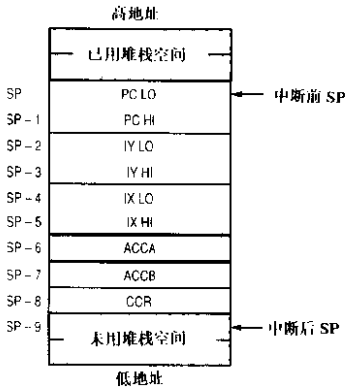 高地址
已用堆栈空间
SP PC LO 中断前 SP
SP-1 PC HI
SP-2 IY LO
SP-3 IY HI
SP-4 IX LO
SP-5 IX HI
SP-6 ACCA
SP-7 ACCB
SP-8 CCR
SP-9 中断后 SP
未用堆栈空间
低地址